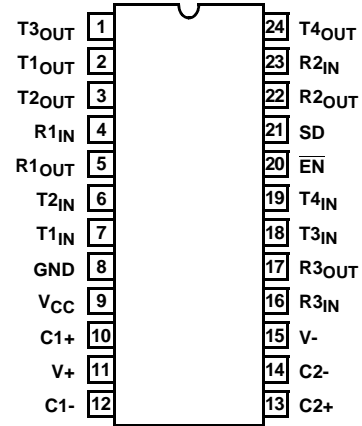 T3OUT 1 24 T4OUT
T1OUT 2 23 R2IN
T2OUT 3 22 R2OUT
R1IN 4 21 SD
R1OUT 5 20 E̅N̅
T2IN 6 19 T4IN
T1IN 7 18 T3IN
GND 8 17 R3OUT
VCC 9 16 R3IN
C1+ 10 15 V-
V+ 11 14 C2-
C1- 12 13 C2+